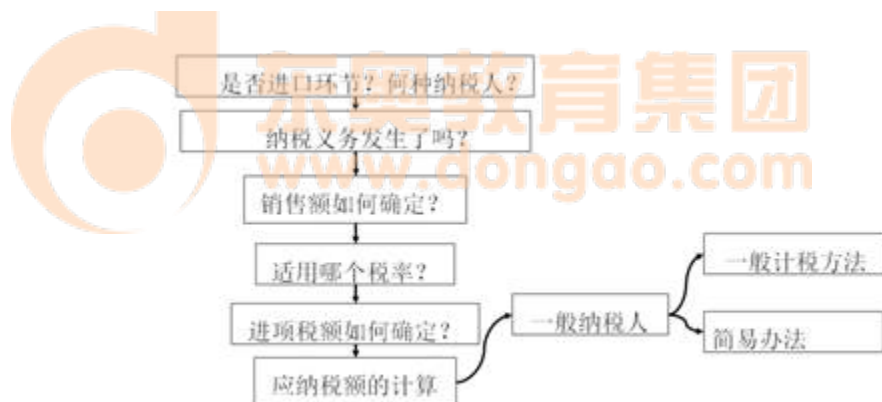 东奥教育集团
www.dongao.com
是否进口环节？何种纳税人？
纳税义务发生了吗？
销售额如何确定？
适用哪个税率？
进项税额如何确定？
应纳税额的计算
一般纳税人
一般计税方法
简易办法